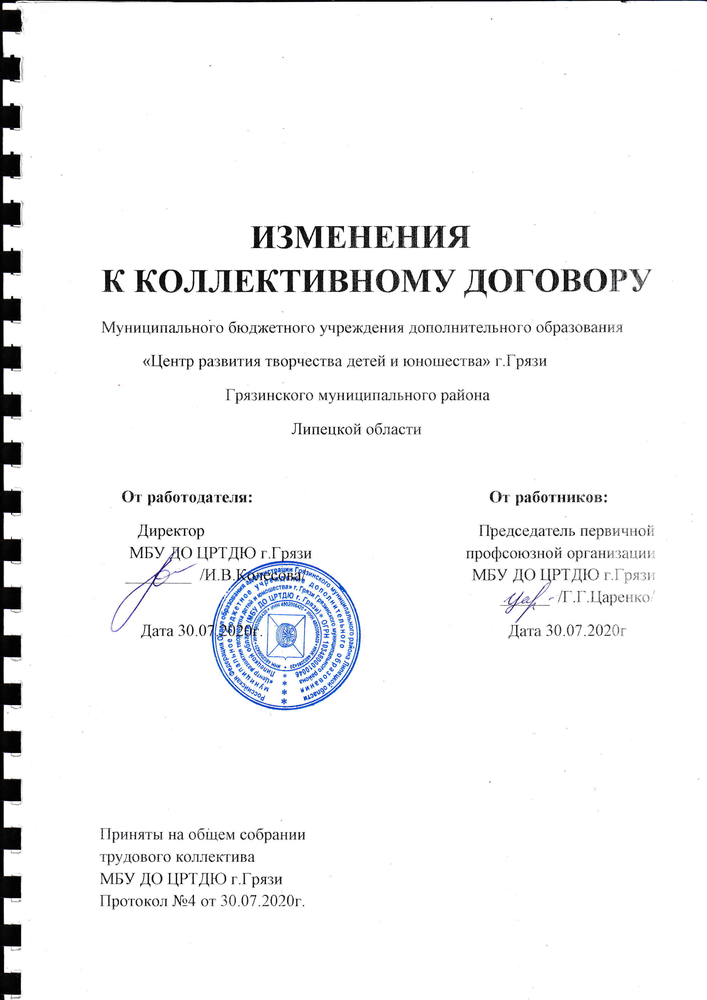 ИЗМЕНЕНИЯ
К КОЛЛЕКТИВНОМУ ДОГОВОРУ
Муниципального бюджетного учреждения дополнительного образования
«Центр развития творчества детей и юношества» г.Грязи
Грязинского муниципального района
Липецкой области
От работодателя:
Директор
МБУ ДО ЦРТДЮ г.Грязи
/И.В.Колесова/
Дата 30.07.2020г.
От работников:
Председатель первичной
профсоюзной организации
МБУ ДО ЦРТДЮ г.Грязи
/Г.Г.Царенко/
Дата 30.07.2020г
Российская Федерация Отдел образования администрации Грязинского муниципального района Липецкой области
муниципальное бюджетное учреждение дополнительного образования
«Центр развития творчества детей и юношества» г. Грязи Грязинского муниципального района
Липецкой области (МБУ ДО ЦРТДЮ г. Грязи) * ОГРН 1034800010046
ИНН 4802006420 • ИНН 4802006420 • ИНН 4802006420 • ИНН 4802006420 • ИНН 4802006420
Приняты на общем собрании
трудового коллектива
МБУ ДО ЦРТДЮ г.Грязи
Протокол №4 от 30.07.2020г.